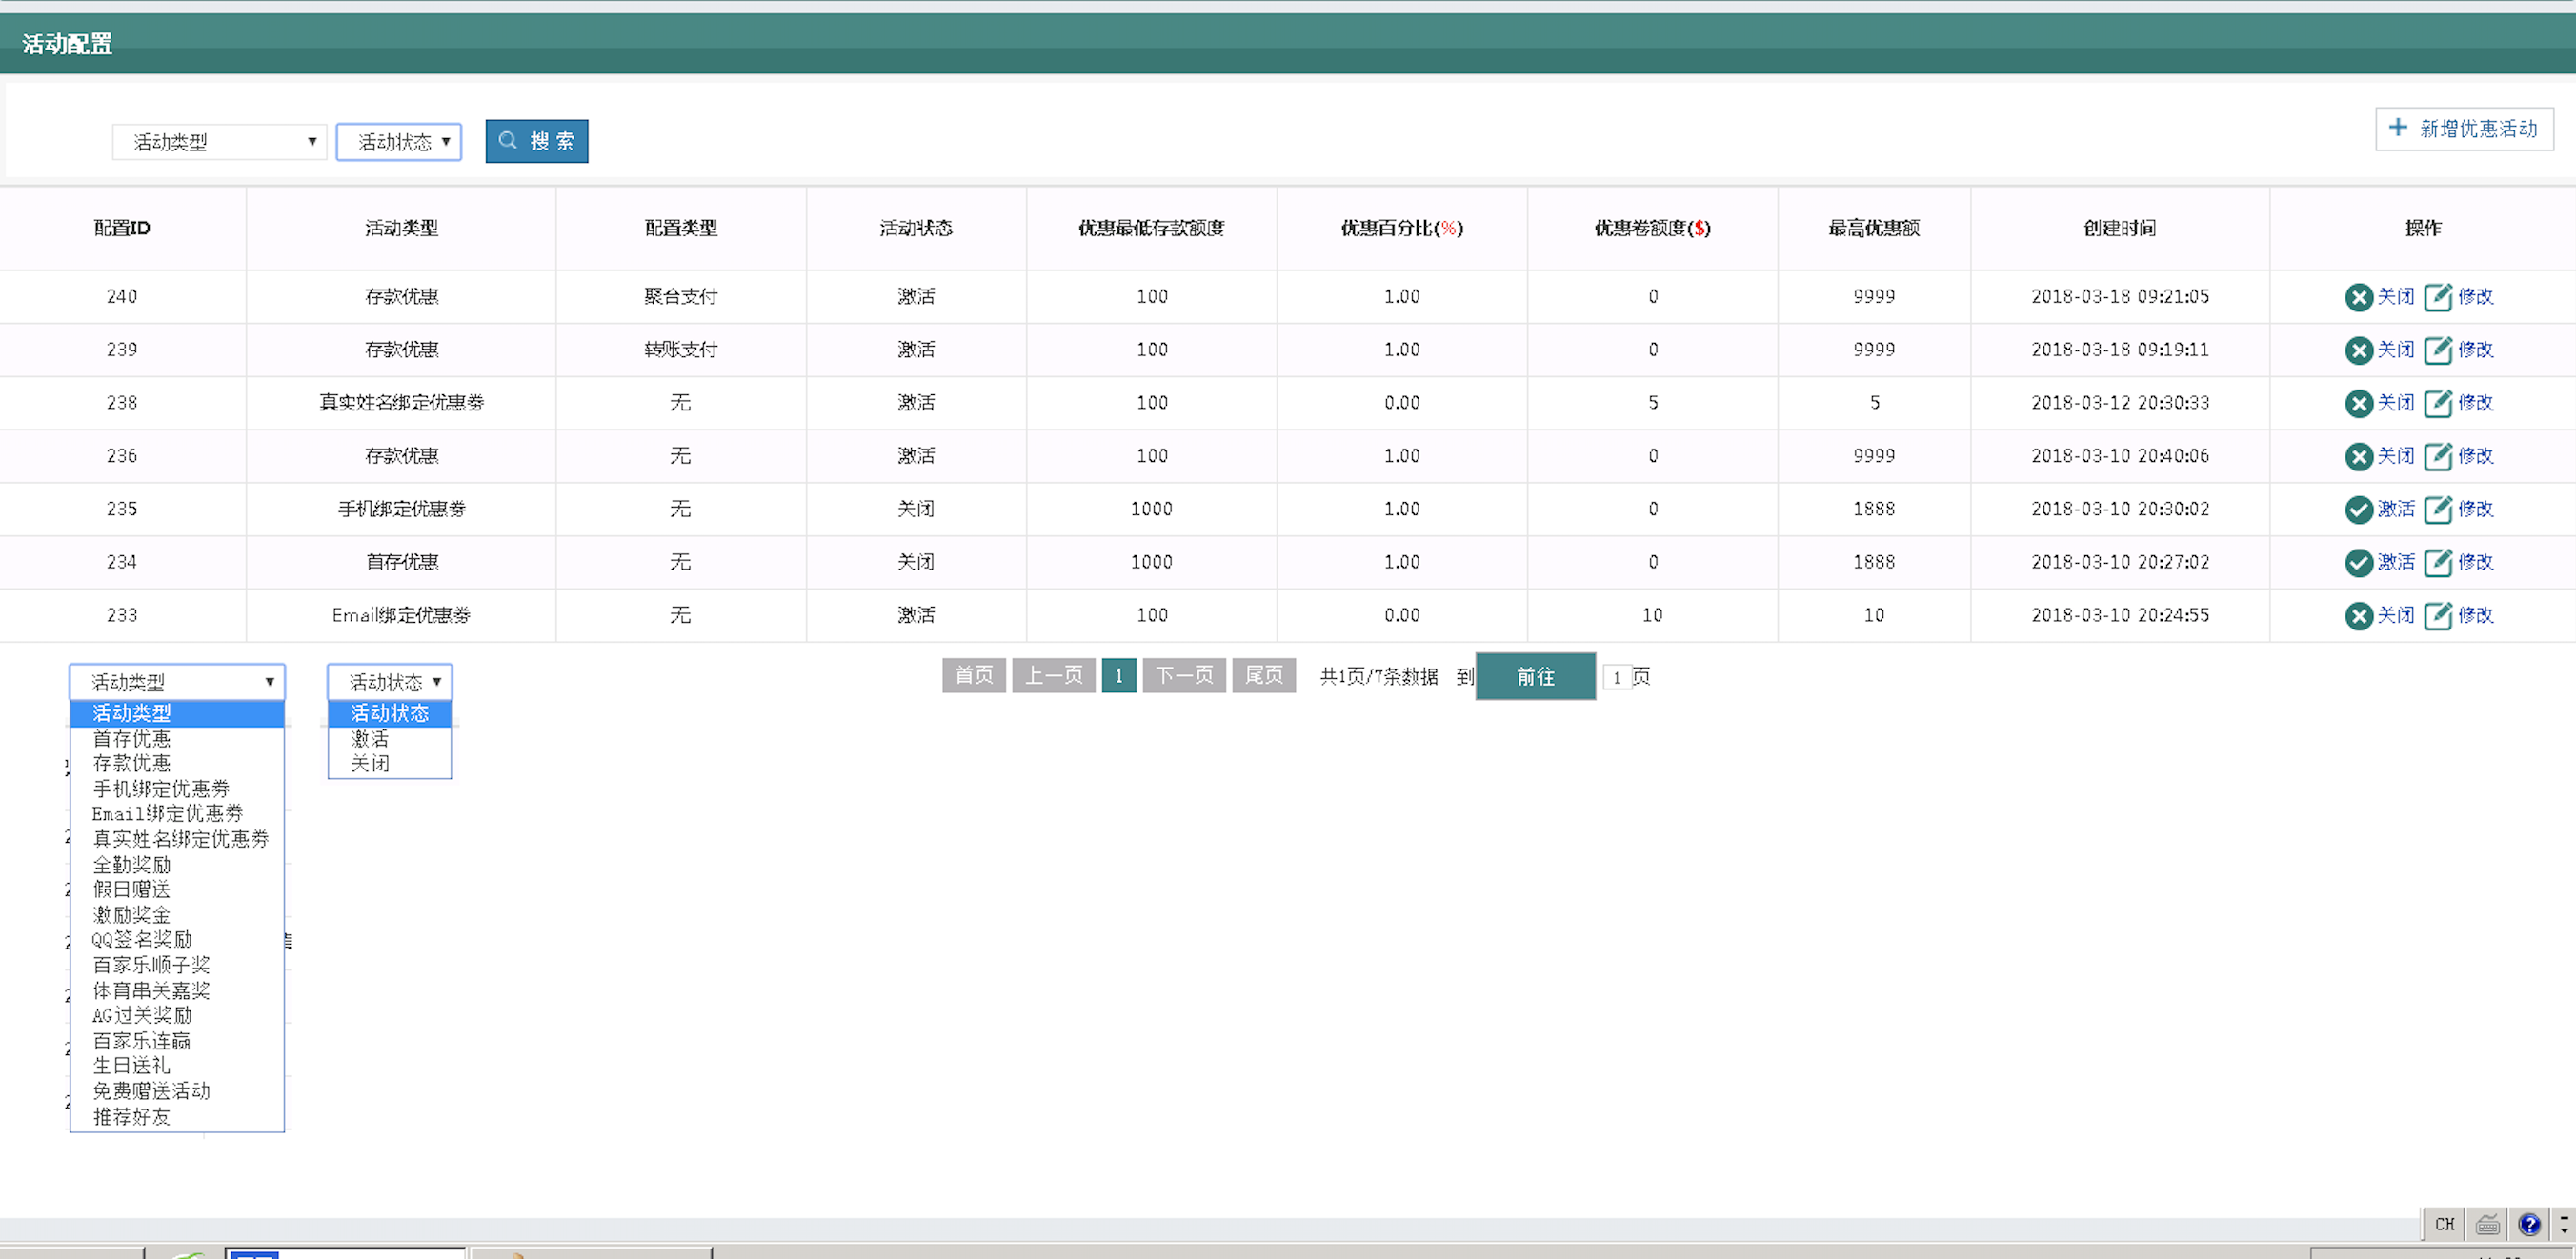 活动配置
活动类型 活动状态 搜 索 新增优惠活动
配置ID 活动类型 配置类型 活动状态 优惠最低存款额度 优惠百分比(%) 优惠卷额度($) 最高优惠额 创建时间 操作
240 存款优惠 聚合支付 激活 100 1.00 0 9999 2018-03-18 09:21:05 关闭 修改
239 存款优惠 转账支付 激活 100 1.00 0 9999 2018-03-18 09:19:11 关闭 修改
238 真实姓名绑定优惠券 无 激活 100 0.00 5 5 2018-03-12 20:30:33 关闭 修改
236 存款优惠 无 激活 100 1.00 0 9999 2018-03-10 20:40:06 关闭 修改
235 手机绑定优惠券 无 关闭 1000 1.00 0 1888 2018-03-10 20:30:02 激活 修改
234 首存优惠 无 关闭 1000 1.00 0 1888 2018-03-10 20:27:02 激活 修改
233 Email绑定优惠券 无 激活 100 0.00 10 10 2018-03-10 20:24:55 关闭 修改
首页 上一页 1 下一页 尾页 共1页/7条数据 到 前往 1 页
活动类型
活动类型
首存优惠
存款优惠
手机绑定优惠券
Email绑定优惠券
真实姓名绑定优惠券
全勤奖励
假日赠送
激励奖金
QQ签名奖励
百家乐顺子奖
体育串关嘉奖
AG过关奖励
百家乐连赢
生日送礼
免费赠送活动
推荐好友
活动状态
活动状态
激活
关闭
CH